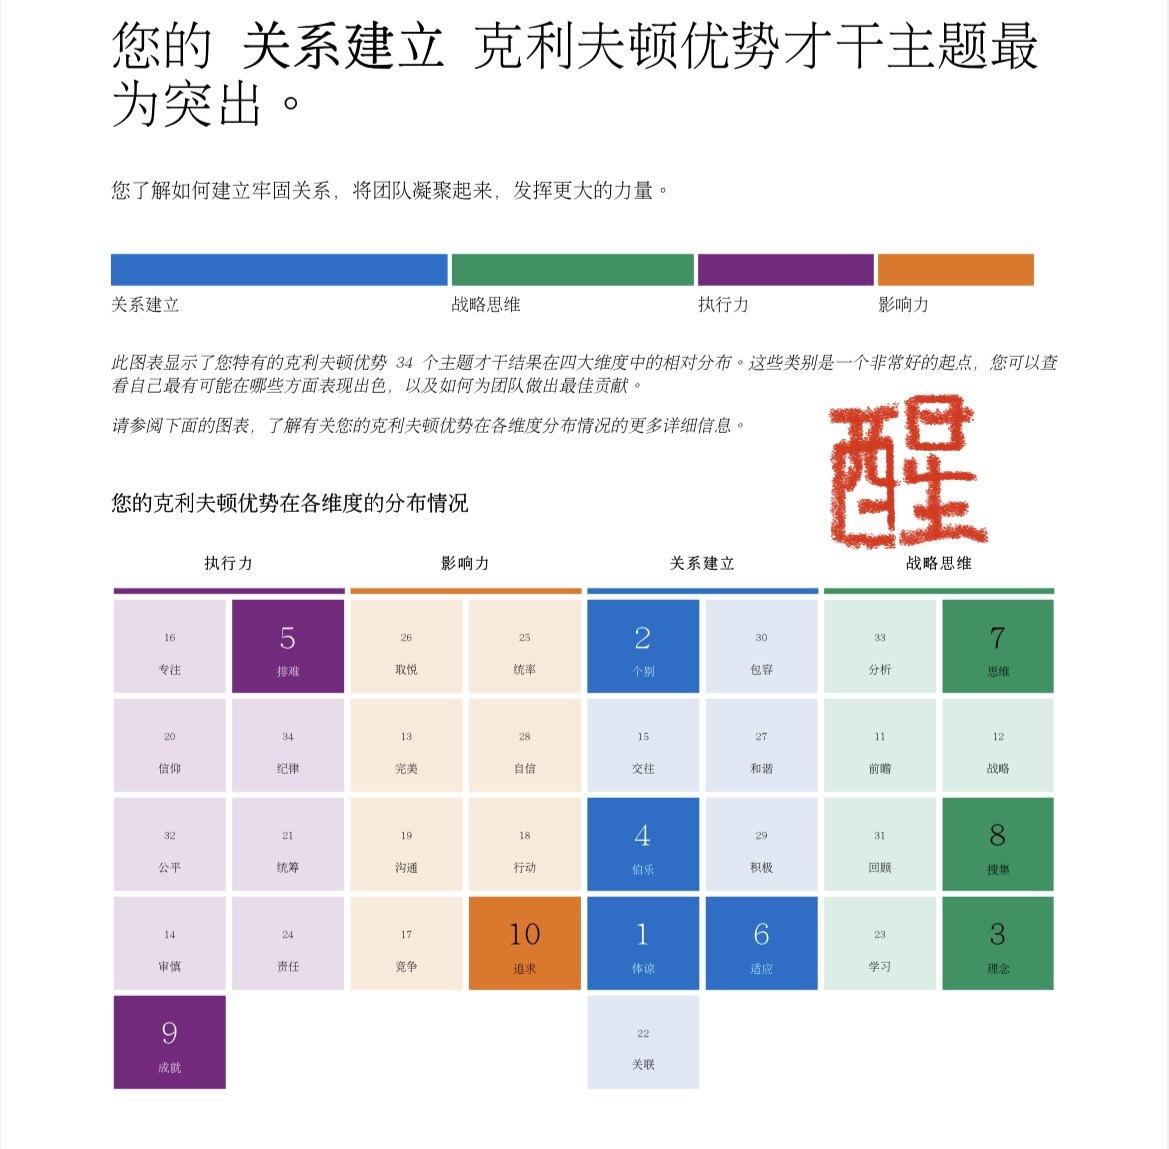 您的 关系建立 克利夫顿优势才干主题最
为突出。
您了解如何建立牢固关系，将团队凝聚起来，发挥更大的力量。
关系建立 战略思维 执行力 影响力
此图表显示了您特有的克利夫顿优势 34 个主题才干结果在四大维度中的相对分布。这些类别是一个非常好的起点，您可以查
看自己最有可能在哪些方面表现出色，以及如何为团队做出最佳贡献。
请参阅下面的图表，了解有关您的克利夫顿优势在各维度分布情况的更多详细信息。
醒
您的克利夫顿优势在各维度的分布情况
执行力 影响力 关系建立 战略思维
16 5 26 25 2 30 33 7
专注 排难 取悦 统率 个别 包容 分析 思维
20 34 13 28 15 27 11 12
信仰 纪律 完美 自信 交往 和谐 前瞻 战略
32 21 19 18 4 29 31 8
公平 统筹 沟通 行动 伯乐 积极 回顾 搜集
14 24 17 10 1 6 23 3
审慎 责任 竞争 追求 体谅 适应 学习 理念
9 22
成就 关联